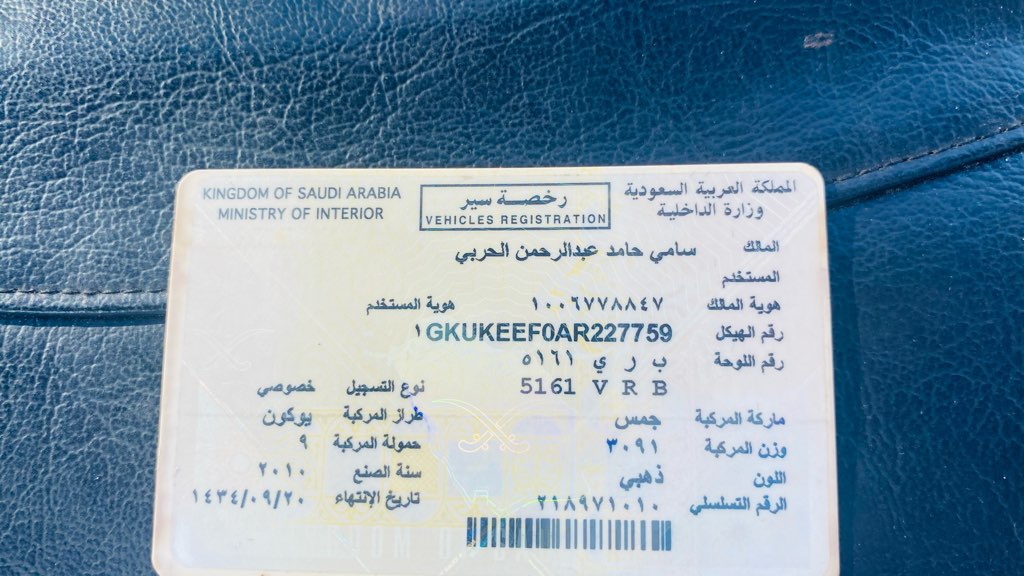 KINGDOM OF SAUDI ARABIA
MINISTRY OF INTERIOR
رخصة سير
VEHICLES REGISTRATION
المملكة العربية السعودية
وزارة الداخلية
المالك سامي حامد عبدالرحمن الحربي
المستخدم
هوية المالك ١٠٠٦٧٧٨٨٤٧ هوية المستخدم
رقم الهيكل ١GKUKEEF0AR227759
رقم اللوحة ب ر ي ٥١٦١
5161 V R B
نوع التسجيل خصوصي
ماركة المركبة جمس طراز المركبة يوكون
وزن المركبة ٣٠٩١ حمولة المركبة ٩
اللون ذهبي سنة الصنع ٢٠١٠
الرقم التسلسلي ٢١٨٩٧١٠١٠ تاريخ الإنتهاء ١٤٣٤/٠٩/٢٠